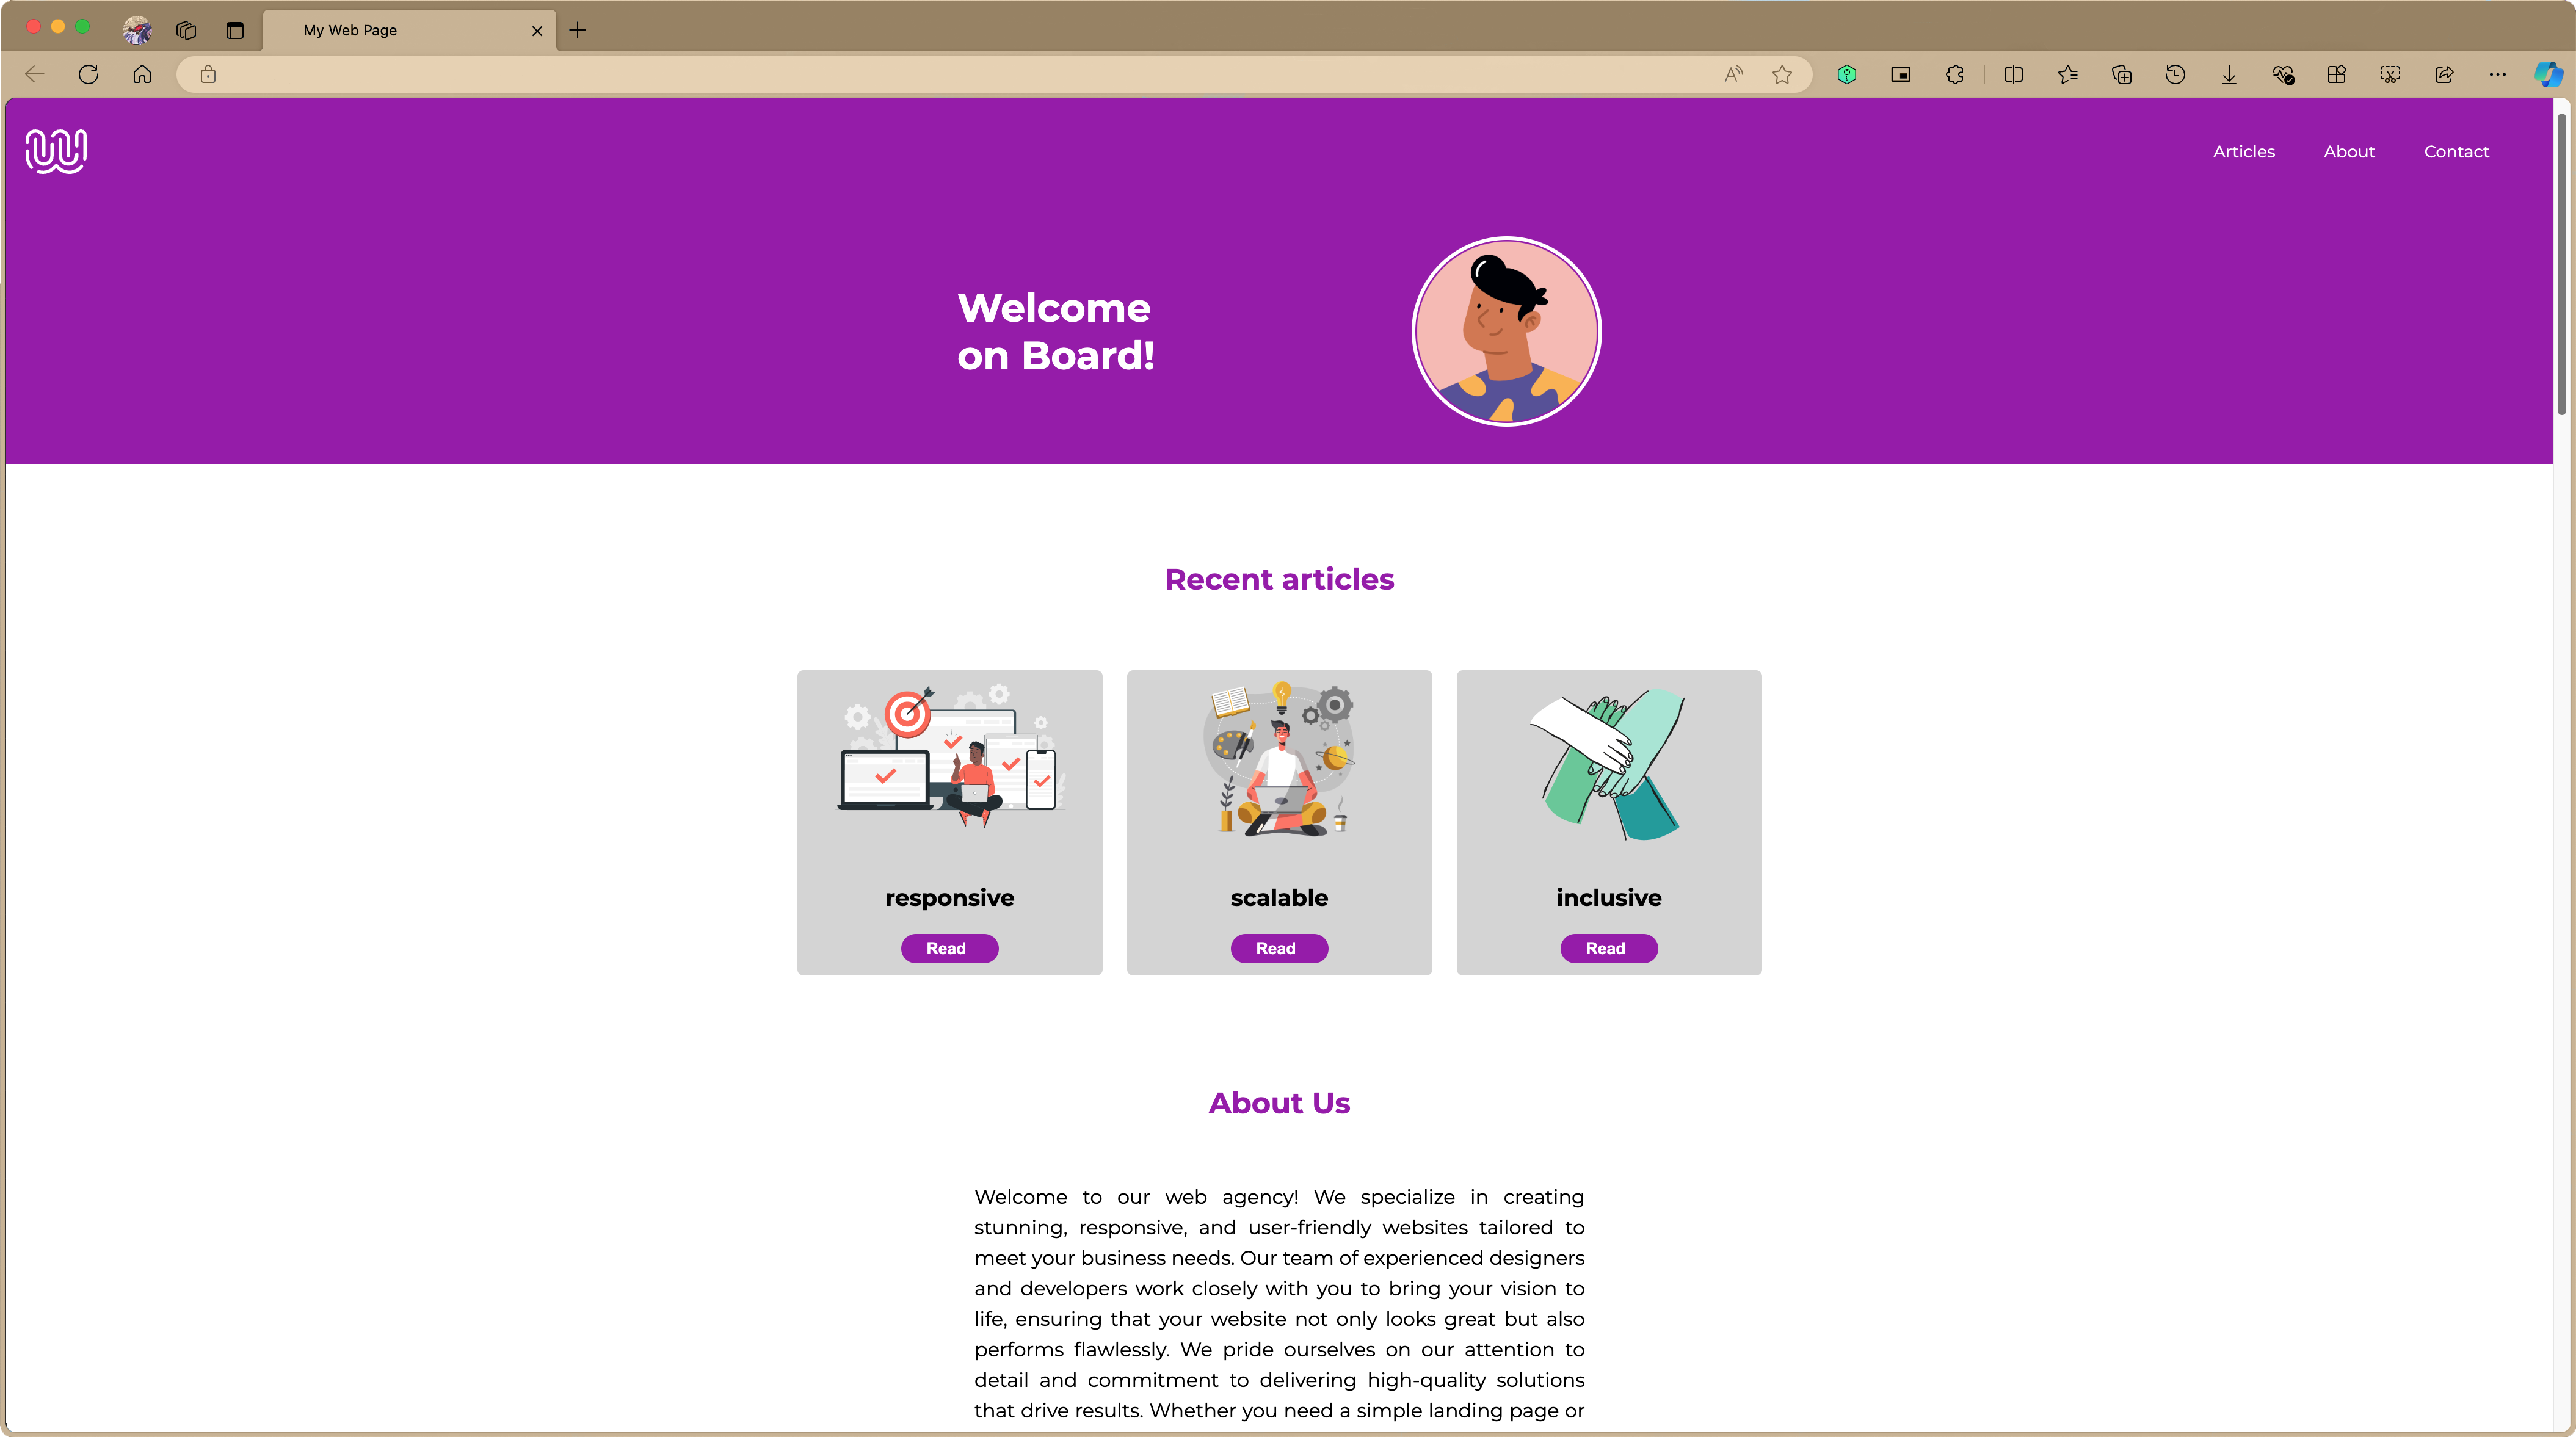 My Web Page
Articles About Contact
Welcome
on Board!
Recent articles
responsive
Read
scalable
Read
inclusive
Read
About Us
Welcome to our web agency! We specialize in creating
stunning, responsive, and user-friendly websites tailored to
meet your business needs. Our team of experienced designers
and developers work closely with you to bring your vision to
life, ensuring that your website not only looks great but also
performs flawlessly. We pride ourselves on our attention to
detail and commitment to delivering high-quality solutions
that drive results. Whether you need a simple landing page or